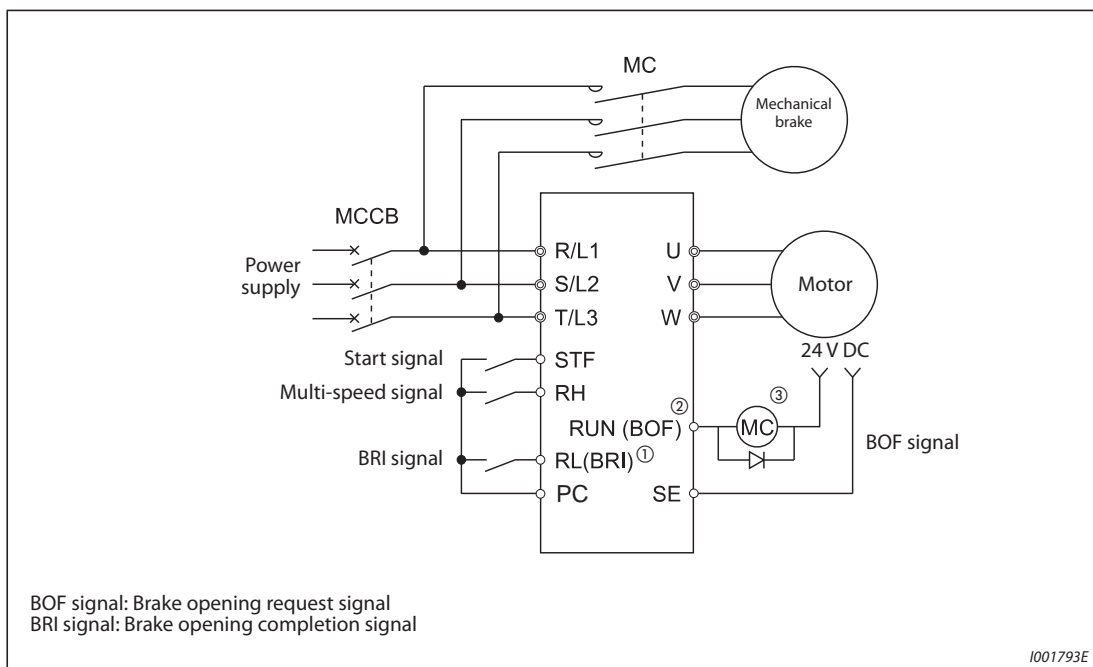 MC
Mechanical
brake
MCCB
Power
supply
R/L1
S/L2
T/L3
U
V
W
Motor
24 V DC
Start signal
STF
Multi-speed signal
RH
RUN (BOF) ②
MC
③
BOF signal
BRI signal
RL(BRI) ①
PC
SE
BOF signal: Brake opening request signal
BRI signal: Brake opening completion signal
I001793E